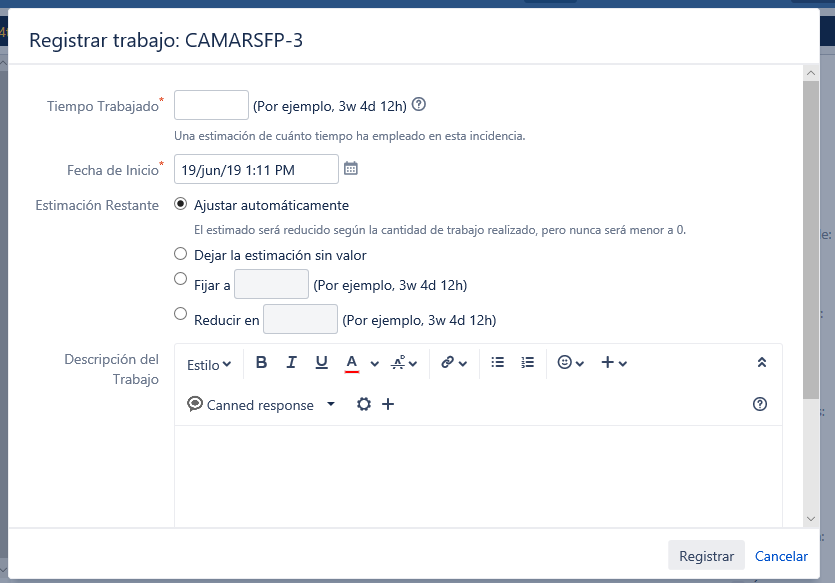 Registrar trabajo: CAMARSFP-3
Tiempo Trabajado* (Por ejemplo, 3w 4d 12h)
Una estimación de cuánto tiempo ha empleado en esta incidencia.
Fecha de Inicio* 19/jun/19 1:11 PM
Estimación Restante Ajustar automáticamente
El estimado será reducido según la cantidad de trabajo realizado, pero nunca será menor a 0.
Dejar la estimación sin valor
Fijar a (Por ejemplo, 3w 4d 12h)
Reducir en (Por ejemplo, 3w 4d 12h)
Descripción del
Trabajo
Estilo B I U A
Canned response
Registrar Cancelar